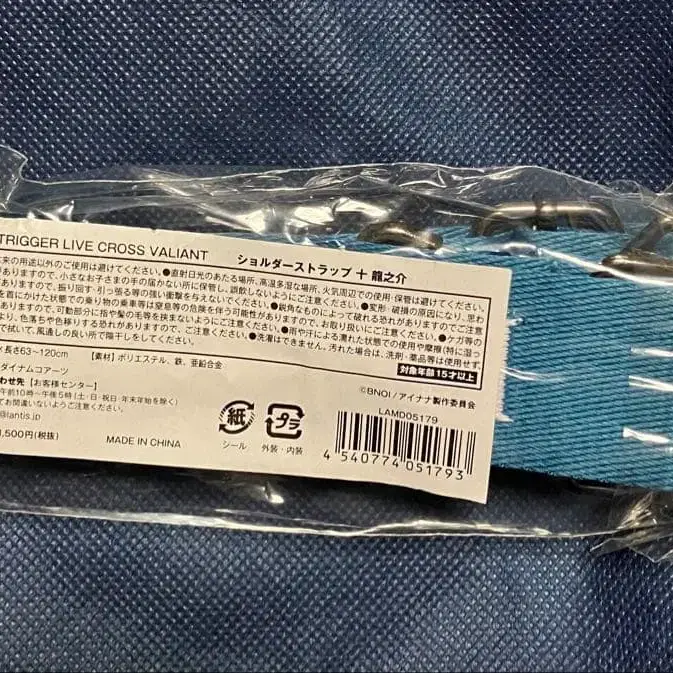 TRIGGER LIVE CROSS VALIANT ショルダーストラップ + 龍之介
来の用途以外のご使用は避けてください。●直射日光のあたる場所、高温多湿な場所、火気周辺での使用・保管は避けてください。
がありますので、小さなお子さまの手の届かない所に保管し、誤飲しないようにご注意ください。●変形・破損の原因になり、思わ
ありますので、振り回す・引っ張る等の強い衝撃を与えないでください。●鋭角なものによって破れる恐れがありますのでご
を首にかけた状態での乗り物の乗車等は窒息等の危険を伴う可能性がありますので、お取り扱いにご注意ください。●ケガ等の
がありますので、可動部分に指や髪の毛等を挟まないようにご注意ください。●雨や汗による濡れた状態での使用や摩擦(特に湿っ
より、色落ちや色移りする恐れがありますのでご注意ください。●洗濯はできません。汚れた場合は、洗剤・薬品等は使用せず、
で拭いて、風通しの良い所で陰干しをしてください。
長さ63~120cm 【素材】ポリエステル、鉄、亜鉛合金 対象年齢15才以上
ダイナムコアーツ
わせ先【お客様センター】
午前10時~午後5時(土・日・祝日・年末年始を除く)
お間違いないようご注意ください。
@lantis.jp
1,500円(税抜) MADE IN CHINA
紙
シール
プラ
外装・内装
©BNOI/アイナナ製作委員会
LAMD05179
4 540774 051793